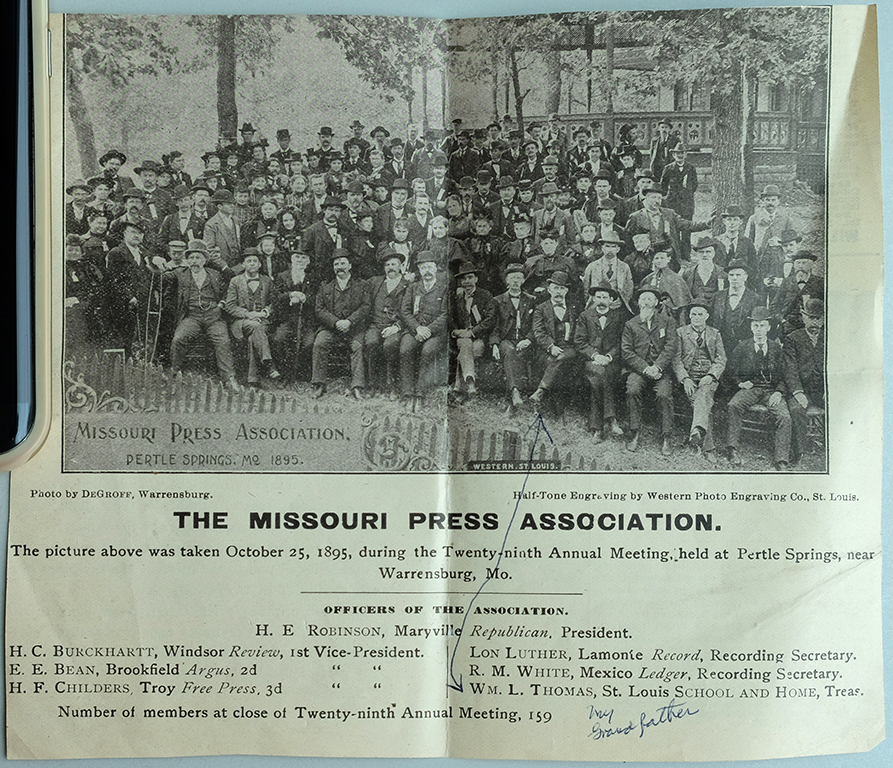 MISSOURI PRESS ASSOCIATION.
PERTLE SPRINGS, MO 1895.
WESTERN, ST. LOUIS.
Photo by DEGROFF, Warrensburg. Half-Tone Engraving by Western Photo Engraving Co., St. Louis.
THE MISSOURI PRESS ASSOCIATION.
The picture above was taken October 25, 1895, during the Twenty-ninth Annual Meeting, held at Pertle Springs, near
Warrensburg, Mo.
OFFICERS OF THE ASSOCIATION.
H. E ROBINSON, Maryville Republican, President.
H. C. BURCKHARTT, Windsor Review, 1st Vice-President. LON LUTHER, Lamonte Record, Recording Secretary.
E. E. BEAN, Brookfield Argus, 2d " " R. M. WHITE, Mexico Ledger, Recording Secretary.
H. F. CHILDERS, Troy Free Press, 3d " " WM. L. THOMAS, St. Louis SCHOOL AND HOME, Treas.
Number of members at close of Twenty-ninth Annual Meeting, 159
my
Grandfather